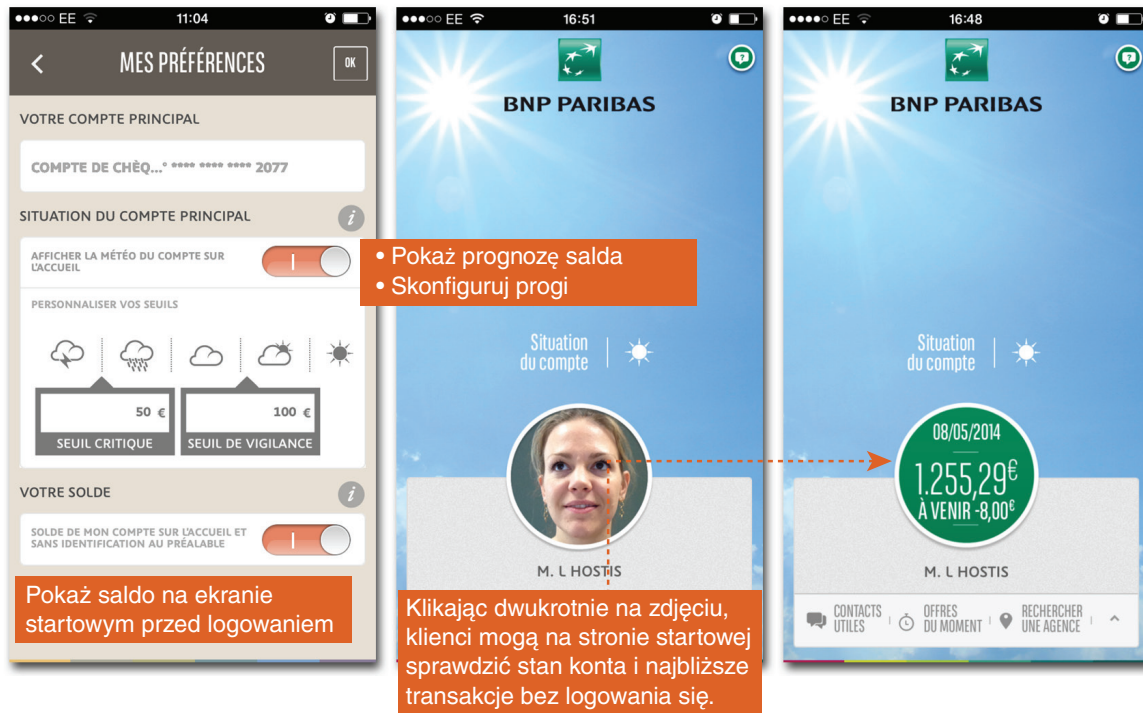 EE 11:04
MES PRÉFÉRENCES OK
VOTRE COMPTE PRINCIPAL
COMPTE DE CHÈQ...° **** **** **** 2077
SITUATION DU COMPTE PRINCIPAL i
AFFICHER LA MÉTÉO DU COMPTE SUR
L'ACCUEIL
PERSONNALISER VOS SEUILS
50 €
100 €
SEUIL CRITIQUE
SEUIL DE VIGILANCE
VOTRE SOLDE i
SOLDE DE MON COMPTE SUR L'ACCUEIL ET
SANS IDENTIFICATION AU PRÉALABLE
Pokaż saldo na ekranie
startowym przed logowaniem
• Pokaż prognozę salda
• Skonfiguruj progi
EE 16:51
BNP PARIBAS
Situation
du compte
M. L HOSTIS
Klikając dwukrotnie na zdjęciu,
klienci mogą na stronie startowej
sprawdzić stan konta i najbliższe
transakcje bez logowania się.
EE 16:48
BNP PARIBAS
Situation
du compte
08/05/2014
1.255,29€
À VENIR -8,00€
M. L HOSTIS
CONTACTS
UTILES
OFFRES
DU MOMENT
RECHERCHER
UNE AGENCE